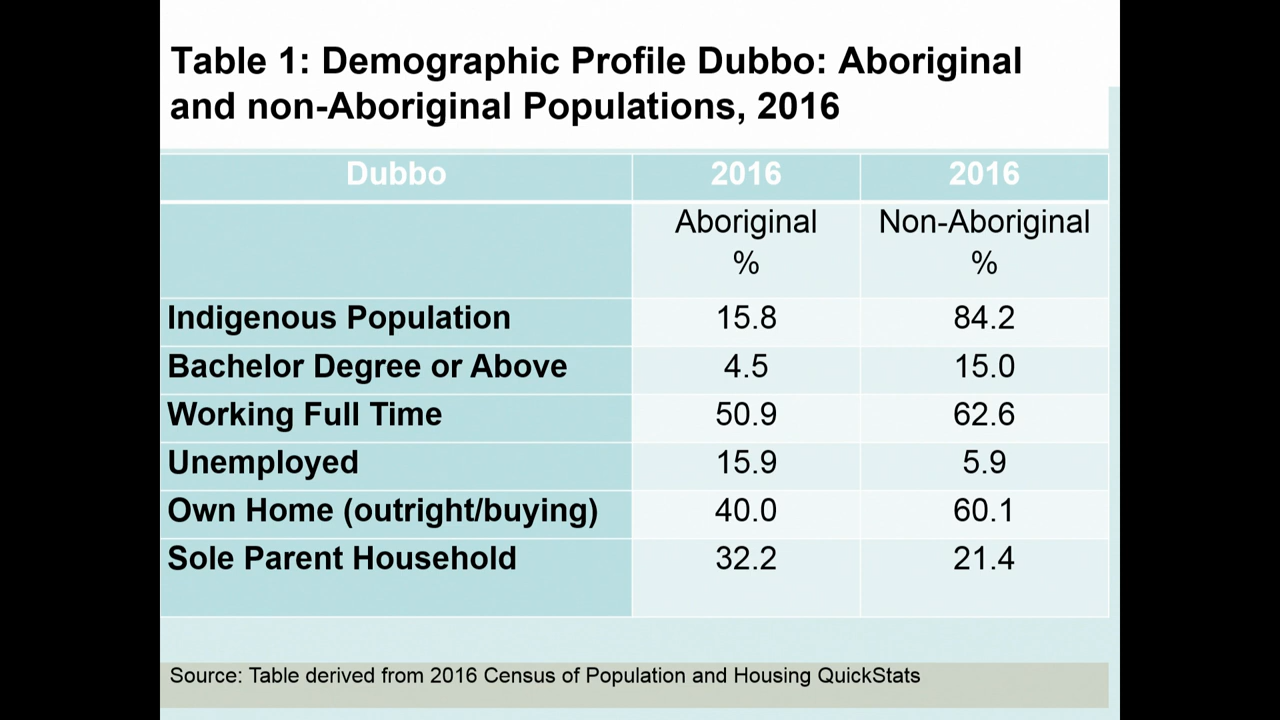 Table 1: Demographic Profile Dubbo: Aboriginal
and non-Aboriginal Populations, 2016
Dubbo 2016 2016
Aboriginal Non-Aboriginal
% %
Indigenous Population 15.8 84.2
Bachelor Degree or Above 4.5 15.0
Working Full Time 50.9 62.6
Unemployed 15.9 5.9
Own Home (outright/buying) 40.0 60.1
Sole Parent Household 32.2 21.4
Source: Table derived from 2016 Census of Population and Housing QuickStats